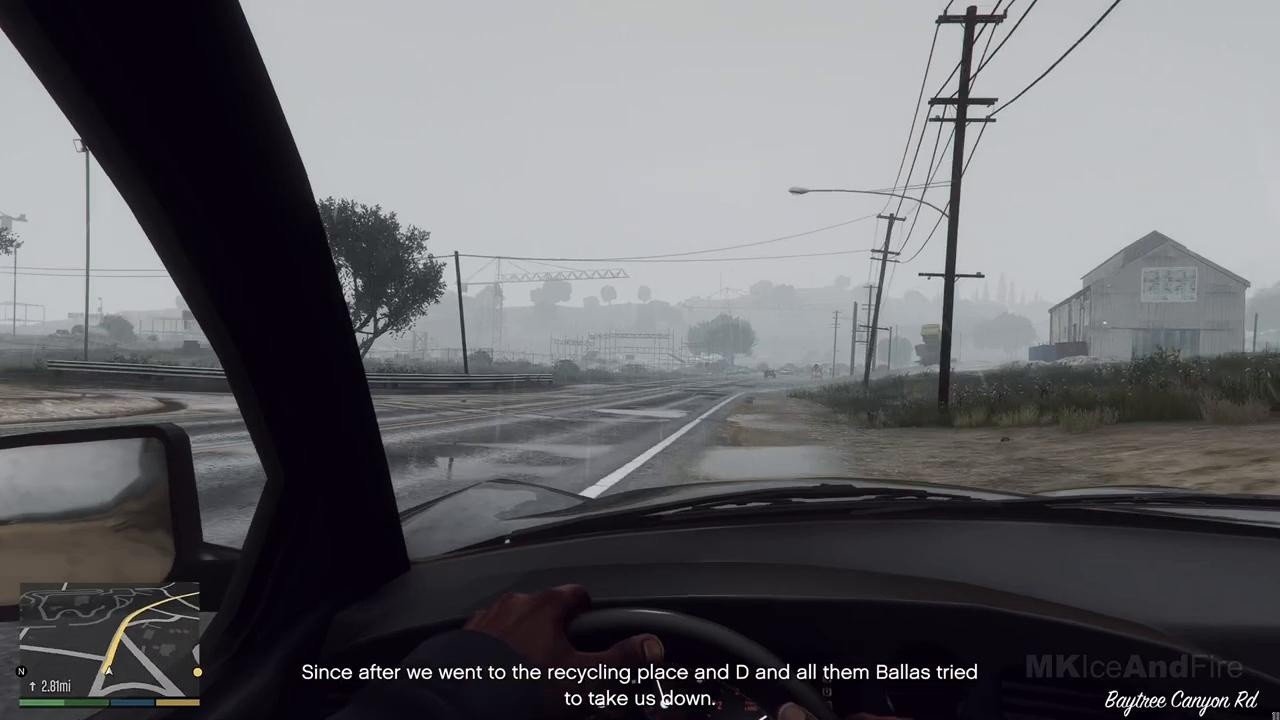 N
2.81mi
Since after we went to the recycling place and D and all them Ballas tried
to take us down.
MKIceAndFire
Baytree Canyon Rd